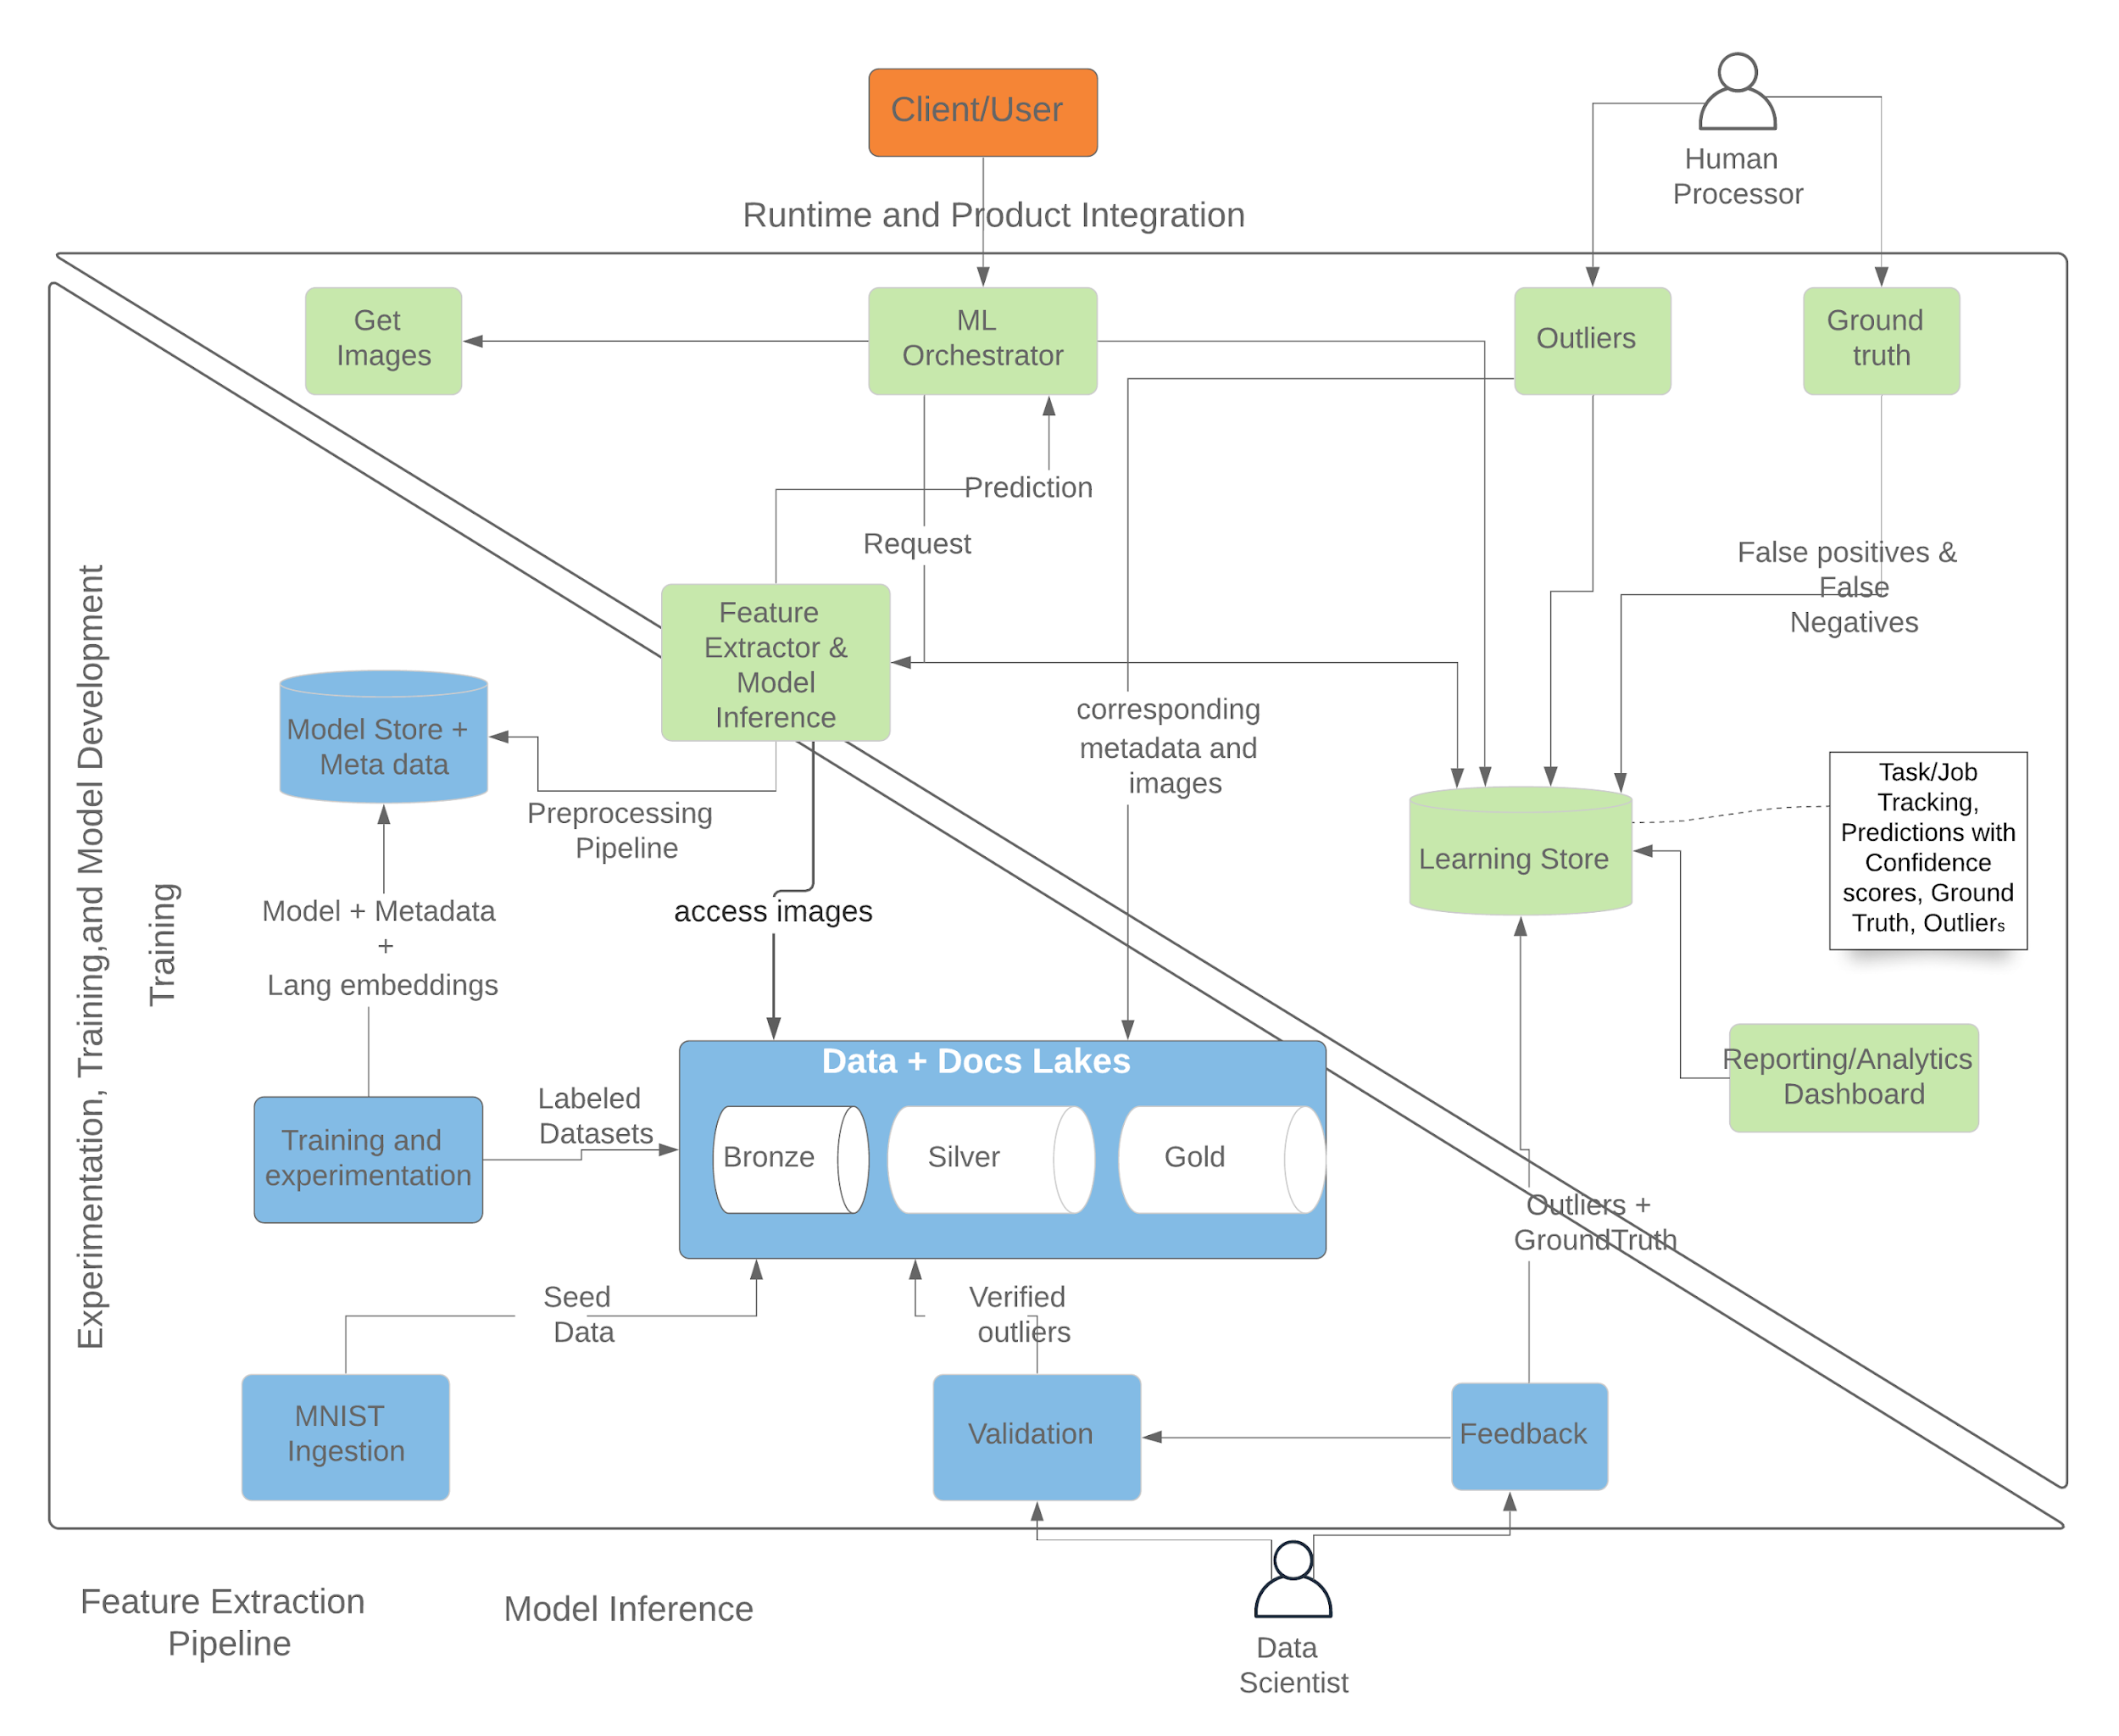 Client/User
Human
Processor
Runtime and Product Integration
Get
Images
ML
Orchestrator
Outliers
Ground
truth
Prediction
Request
False positives &
False
Negatives
Feature
Extractor &
Model
Inference
Model Store +
Meta data
corresponding
metadata and
images
Task/Job
Tracking,
Predictions with
Confidence
scores, Ground
Truth, Outliers
Preprocessing
Pipeline
Learning Store
access images
Model + Metadata
+
Lang embeddings
Experimentation, Training,and Model Development
Training
Data + Docs Lakes
Reporting/Analytics
Dashboard
Labeled
Datasets
Training and
experimentation
Bronze
Silver
Gold
Outliers +
GroundTruth
Seed
Data
Verified
outliers
MNIST
Ingestion
Validation
Feedback
Feature Extraction
Pipeline
Model Inference
Data
Scientist